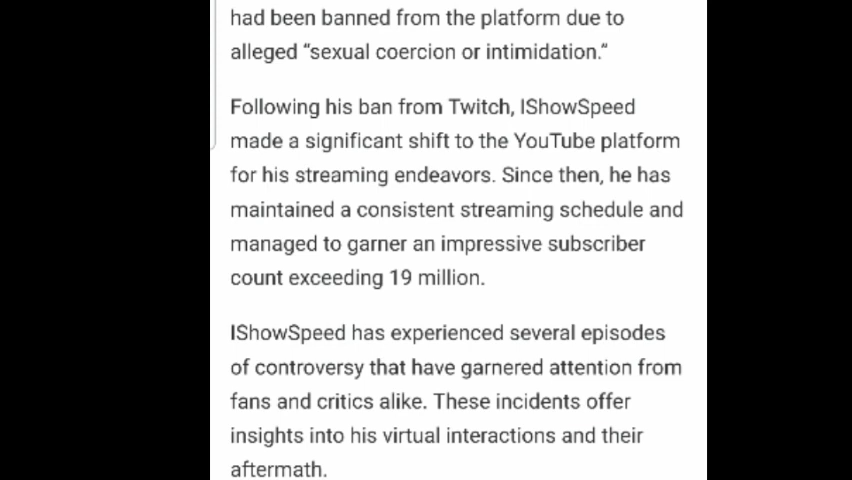 had been banned from the platform due to
alleged “sexual coercion or intimidation.”
Following his ban from Twitch, IShowSpeed
made a significant shift to the YouTube platform
for his streaming endeavors. Since then, he has
maintained a consistent streaming schedule and
managed to garner an impressive subscriber
count exceeding 19 million.
IShowSpeed has experienced several episodes
of controversy that have garnered attention from
fans and critics alike. These incidents offer
insights into his virtual interactions and their
aftermath.